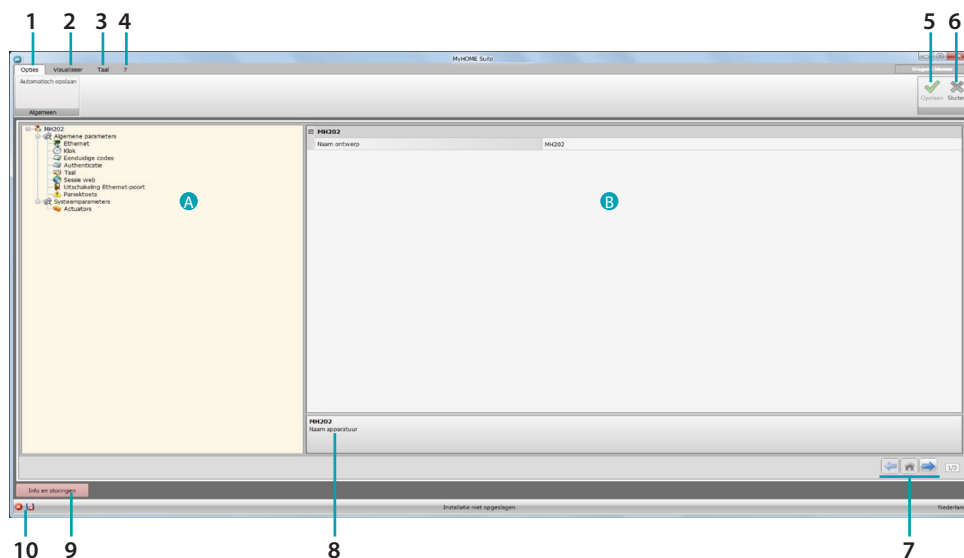 1 2 3 4 5 6
MyHOME Suite
Opties Visualiseer Taal ?
Automatisch opslaan
Opslaan Sluiten
Algemeen
MH202
Algemene parameters
Ethernet
Klok
Eenduidige codes
Authenticatie
Taal
Sessie web
Uitschakeling Ethernet-poort
Paniektoets
Systeemparameters
Actuators
A
MH202
Naam ontwerp MH202
B
MH202
Naam apparatuur
1/2
Info en storingen
Installatie niet opgeslagen
Nederlan
10 9 8 7